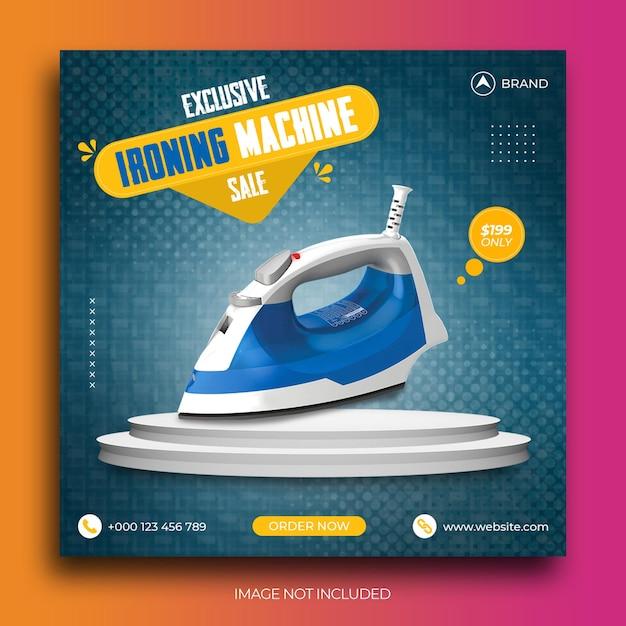 EXCLUSIVE
IRONING MACHINE
SALE
BRAND
$199
ONLY
+000 123 456 789
ORDER NOW
www.website.com
IMAGE NOT INCLUDED